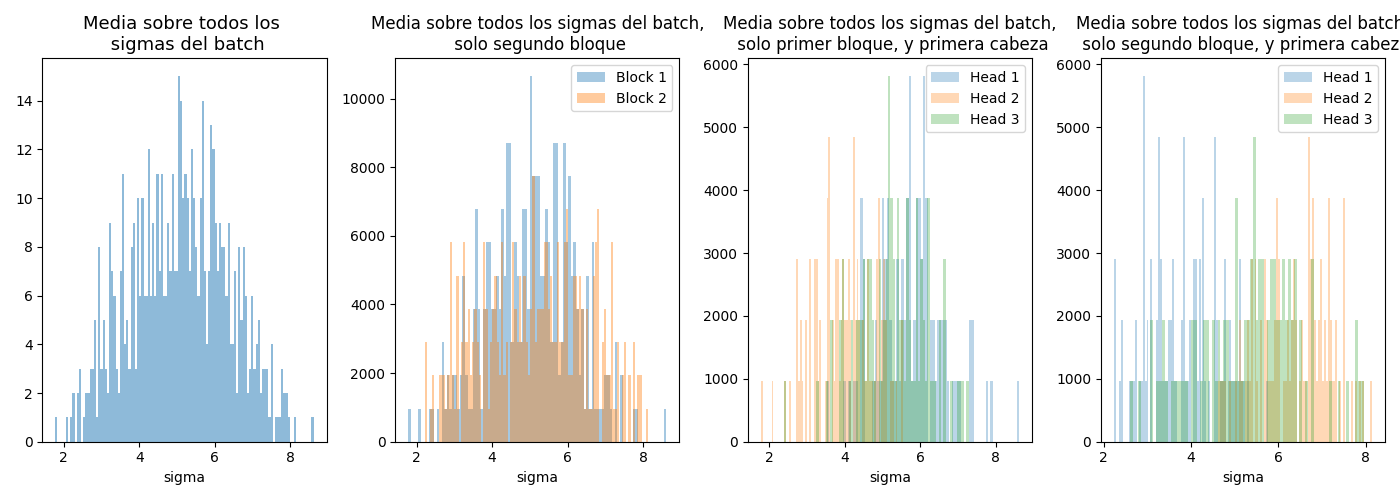 Media sobre todos los
sigmas del batch
14
12
10
8
6
4
2
0
2
4
6
8
sigma
Media sobre todos los sigmas del batch,
solo segundo bloque
Block 1
Block 2
10000
8000
6000
4000
2000
0
2
4
6
8
sigma
Media sobre todos los sigmas del batch,
solo primer bloque, y primera cabeza
Head 1
Head 2
Head 3
6000
5000
4000
3000
2000
1000
0
2
4
6
8
sigma
Media sobre todos los sigmas del batch
solo segundo bloque, y primera cabez
Head 1
Head 2
Head 3
6000
5000
4000
3000
2000
1000
0
2
4
6
8
sigma